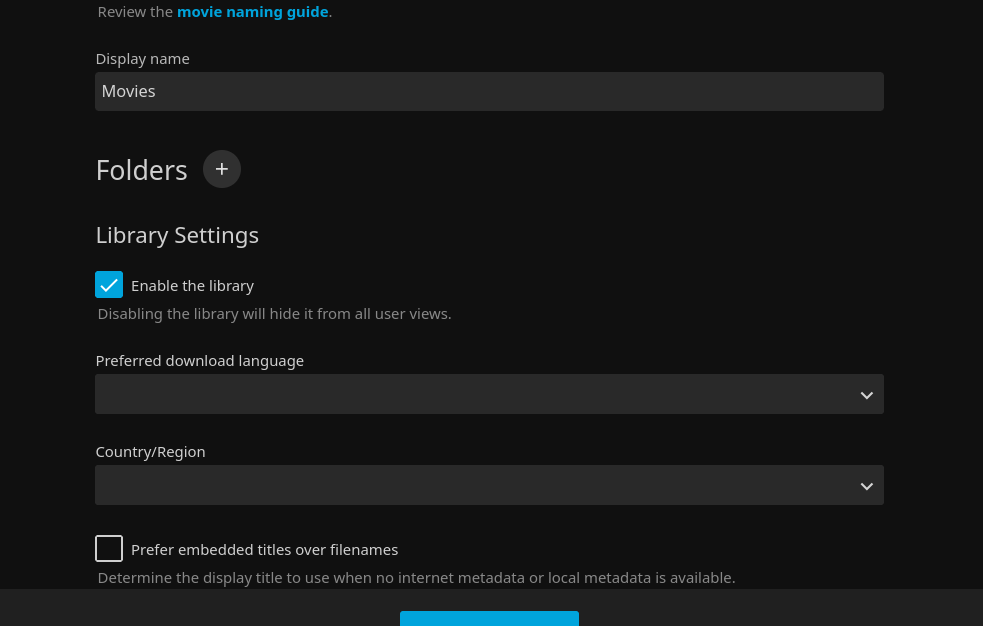 Review the movie naming guide.
Display name
Movies
Folders +
Library Settings
Enable the library
Disabling the library will hide it from all user views.
Preferred download language
Country/Region
Prefer embedded titles over filenames
Determine the display title to use when no internet metadata or local metadata is available.